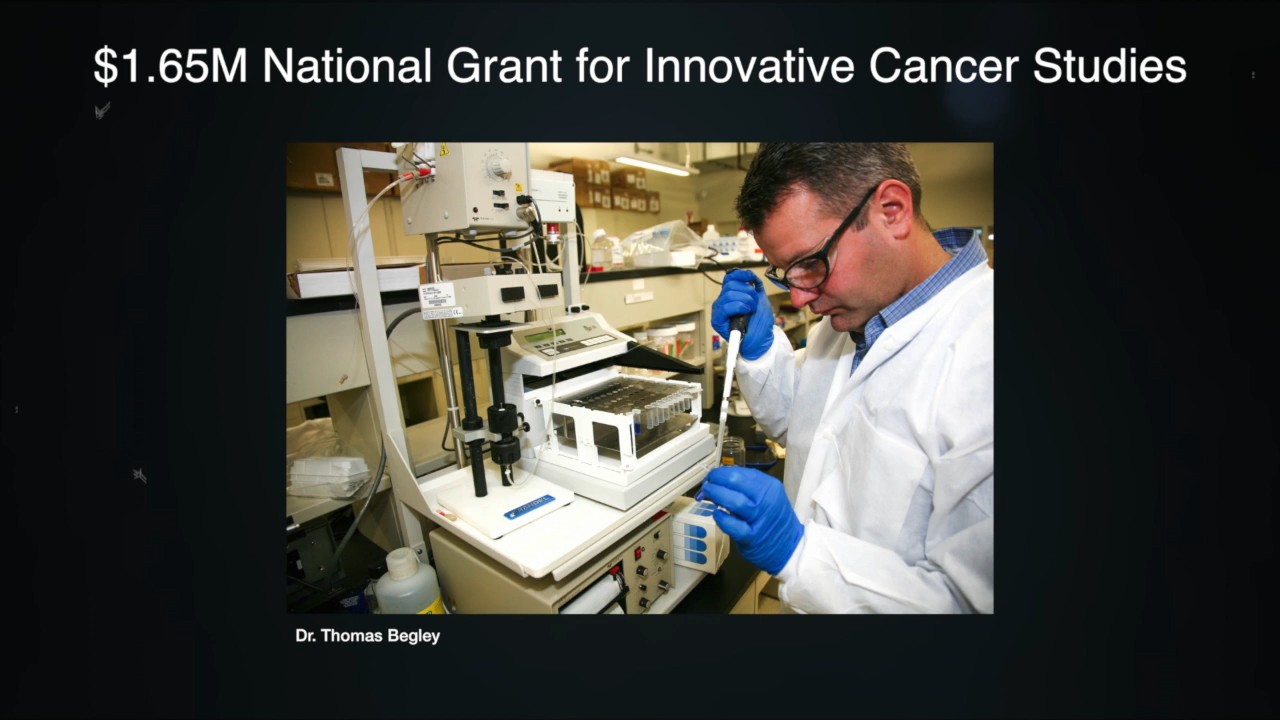 $1.65M National Grant for Innovative Cancer Studies
Dr. Thomas Begley